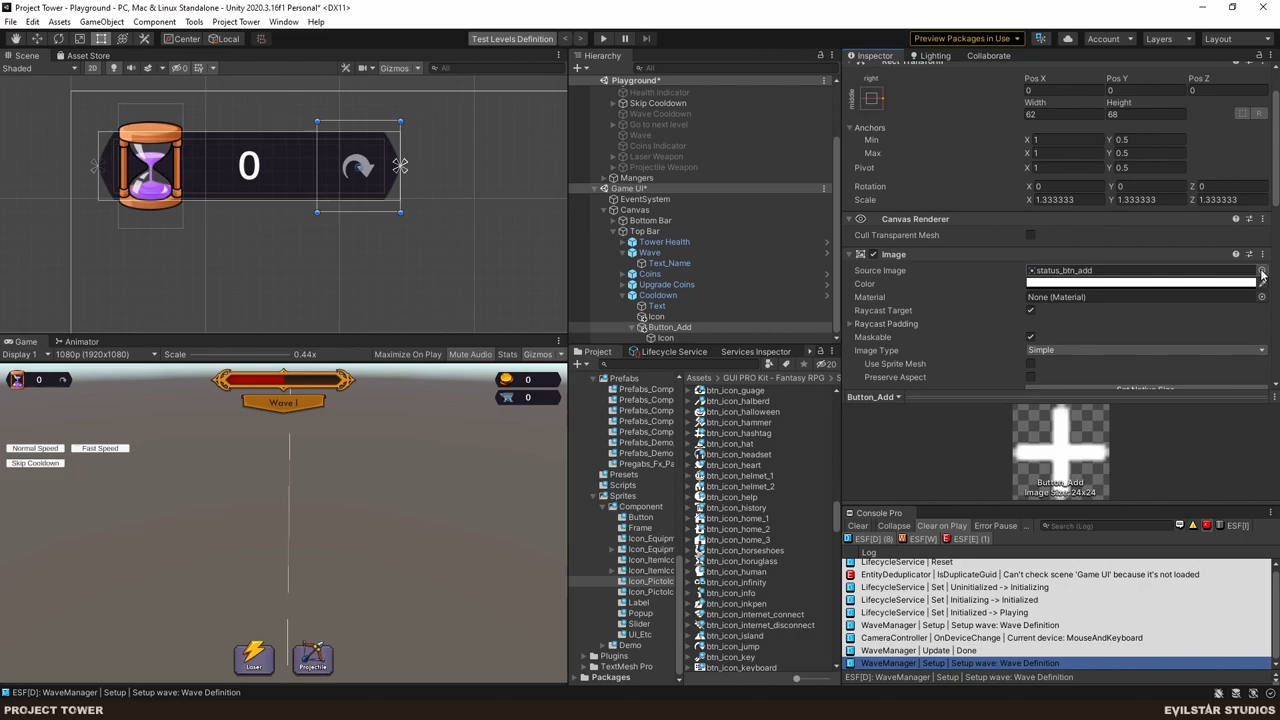 Project Tower - Playground - PC, Mac & Linux Standalone - Unity 2020.3.16f1 Personal* <DX11>
File Edit Assets GameObject Component Tools Project Tower Window Help
Center Local Test Levels Definition Preview Packages in Use Account Layers Layout
Scene Asset Store
Shaded 2D 0 Gizmos All
0
Game Animator
Display 1 1080p (1920x1080) Scale 0.44x Maximize On Play Mute Audio Stats Gizmos
0 0
Wave 1 0
Normal Speed Fast Speed
Skip Cooldown
Laser Projectile
Hierarchy
All
Playground*
Health Indicator
Skip Cooldown
Wave Cooldown
Go to next level
Wave
Coins Indicator
Laser Weapon
Projectile Weapon
Mangers
Game UI*
EventSystem
Canvas
Bottom Bar
Top Bar
Tower Health
Wave
Text_Name
Coins
Upgrade Coins
Cooldown
Text
Icon
Button_Add
Icon
Project Lifecycle Service Services Inspector
20
Prefabs
Prefabs_Comp
Prefabs_Comp
Prefabs_Comp
Prefabs_Comp
Prefabs_Comp
Prefabs_Demo
Prefabs_Demo
Pregabs_Fx_Pa
Presets
Scripts
Sprites
Component
Button
Frame
Icon_Equipm
Icon_Equipm
Icon_ItemIco
Icon_ItemIco
Icon_PictoIc
Icon_PictoIc
Label
Popup
Slider
UI_Etc
Demo
Plugins
TextMesh Pro
Packages
Assets > GUI PRO Kit - Fantasy RPG > S
btn_icon_guage
btn_icon_halberd
btn_icon_halloween
btn_icon_hammer
btn_icon_hashtag
btn_icon_hat
btn_icon_headset
btn_icon_heart
btn_icon_helmet_1
btn_icon_helmet_2
btn_icon_help
btn_icon_history
btn_icon_home_1
btn_icon_home_2
btn_icon_home_3
btn_icon_horseshoes
btn_icon_horuglass
btn_icon_human
btn_icon_infinity
btn_icon_info
btn_icon_inkpen
btn_icon_internet_connect
btn_icon_internet_disconnect
btn_icon_island
btn_icon_jump
btn_icon_key
btn_icon_keyboard
Inspector Lighting Collaborate
Rect Transform
right Pos X Pos Y Pos Z
middle 0 0 0
Width Height
62 68 R
Anchors
Min X 1 Y 0.5
Max X 1 Y 0.5
Pivot X 1 Y 0.5
Rotation X 0 Y 0 Z 0
Scale X 1.333333 Y 1.333333 Z 1.333333
Canvas Renderer
Cull Transparent Mesh
Image
Source Image status_btn_add
Color
Material None (Material)
Raycast Target
Raycast Padding
Maskable
Image Type Simple
Use Sprite Mesh
Preserve Aspect
Set Native Size
Button_Add
Button_Add
Image Size: 24x24
Console Pro
Clear Collapse Clear on Play Error Pause ... Search (Log) ESF[I]
ESF[D] (8) ESF[W] ESF[E] (1)
Log
LifecycleService | Reset
EntityDeduplicator | IsDuplicateGuid | Can't check scene 'Game UI' because it's not loaded
LifecycleService | Set | Uninitialized -> Initializing
LifecycleService | Set | Initializing -> Initialized
LifecycleService | Set | Initialized -> Playing
WaveManager | Setup | Setup wave: Wave Definition
CameraController | OnDeviceChange | Current device: MouseAndKeyboard
WaveManager | Update | Done
WaveManager | Setup | Setup wave: Wave Definition
ESF[D]: WaveManager | Setup | Setup wave: Wave Definition
ESF[D]: WaveManager | Setup | Setup wave: Wave Definition
PROJECT TOWER EVILSTAR STUDIOS